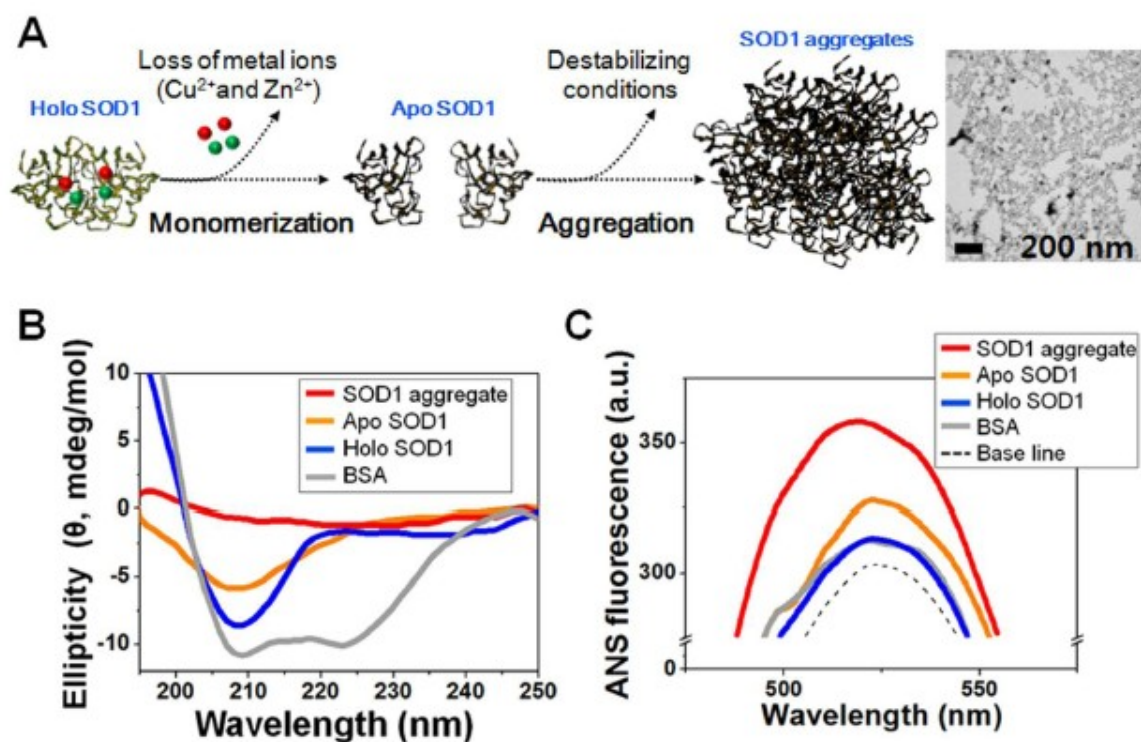 A
Holo SOD1
Loss of metal ions
(Cu²⁺and Zn²⁺)
Monomerization
Apo SOD1
Destabilizing
conditions
Aggregation
SOD1 aggregates
200 nm
B
Ellipticity (θ, mdeg/mol)
10
5
0
-5
-10
SOD1 aggregate
Apo SOD1
Holo SOD1
BSA
200 210 220 230 240 250
Wavelength (nm)
C
ANS fluorescence (a.u.)
350
300
0
SOD1 aggregate
Apo SOD1
Holo SOD1
BSA
Base line
500 550
Wavelength (nm)